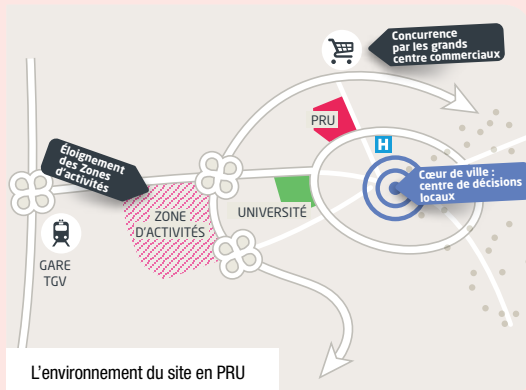 Concurrence
par les grands
centre commerciaux
PRU
H
Éloignement
des Zones
d'activités
Cœur de ville :
centre de décisions
locaux
ZONE
D'ACTIVITÉS
UNIVERSITÉ
GARE
TGV
L'environnement du site en PRU